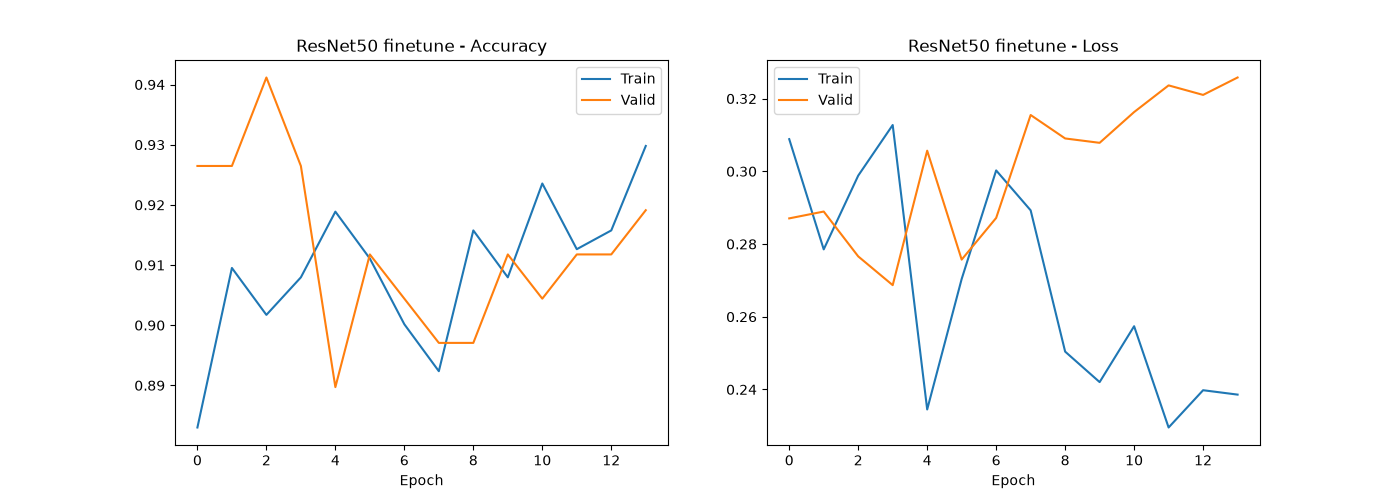 ResNet50 finetune - Accuracy
Train
Valid
0.94
0.93
0.92
0.91
0.90
0.89
0 2 4 6 8 10 12
Epoch
ResNet50 finetune - Loss
Train
Valid
0.32
0.30
0.28
0.26
0.24
0 2 4 6 8 10 12
Epoch